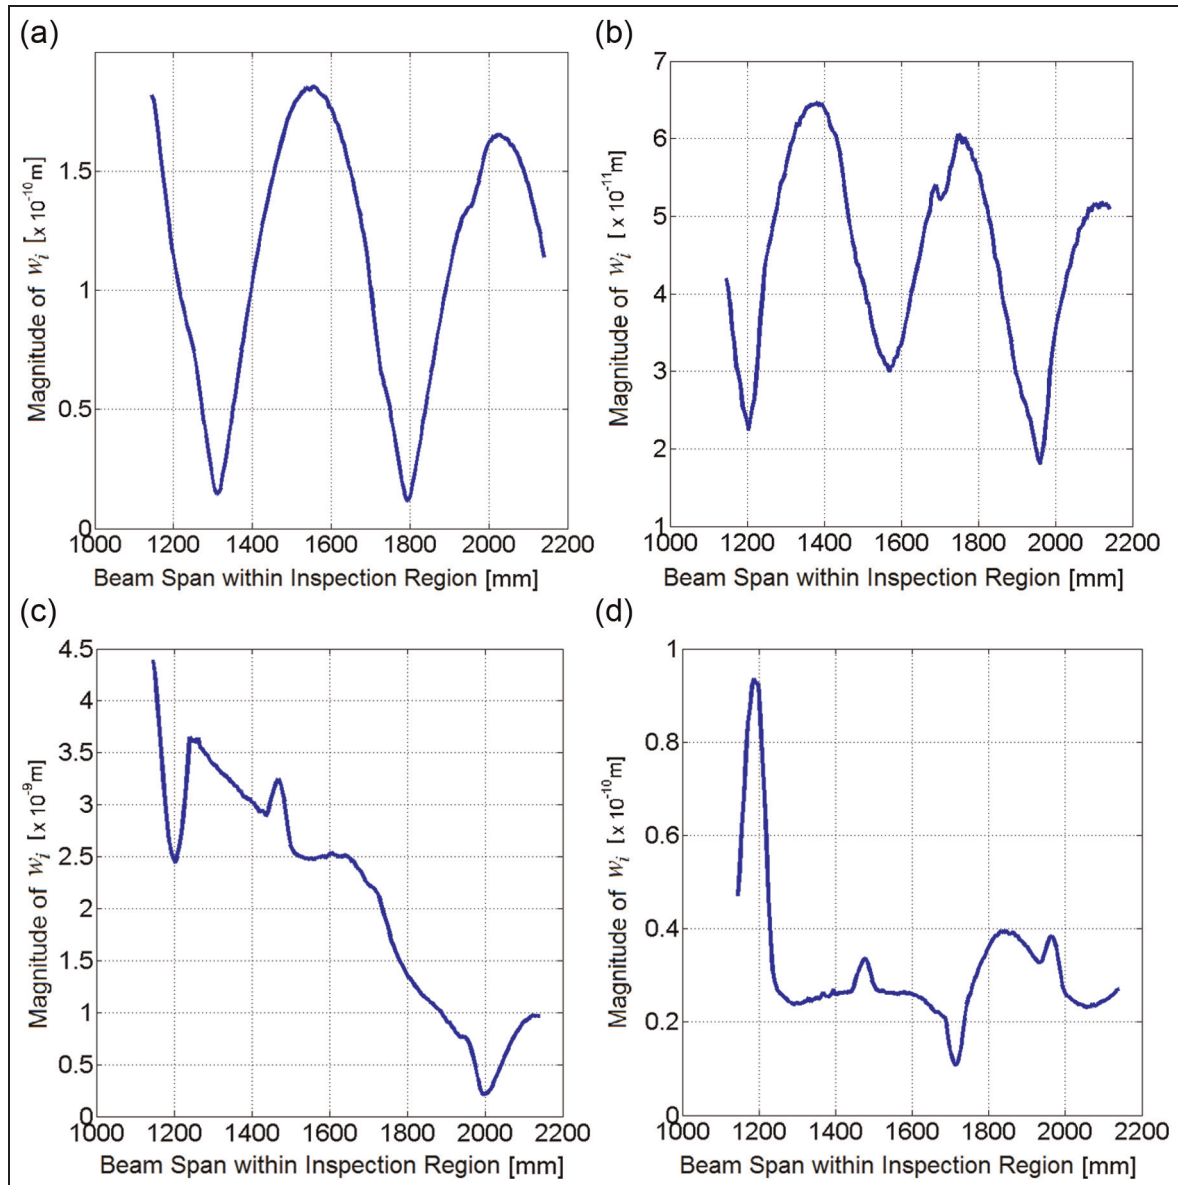 (a)
Magnitude of wᵢ [x 10⁻¹⁰m]
1.5
1
0.5
0
1000 1200 1400 1600 1800 2000 2200
Beam Span within Inspection Region [mm]
(b)
Magnitude of wᵢ [ x 10⁻¹¹m]
7
6
5
4
3
2
1
1000 1200 1400 1600 1800 2000 2200
Beam Span within Inspection Region [mm]
(c)
Magnitude of wᵢ [x 10⁻⁹m]
4.5
4
3.5
3
2.5
2
1.5
1
0.5
0
1000 1200 1400 1600 1800 2000 2200
Beam Span within Inspection Region [mm]
(d)
Magnitude of wᵢ [x 10⁻¹⁰m]
1
0.8
0.6
0.4
0.2
0
1000 1200 1400 1600 1800 2000 2200
Beam Span within Inspection Region [mm]